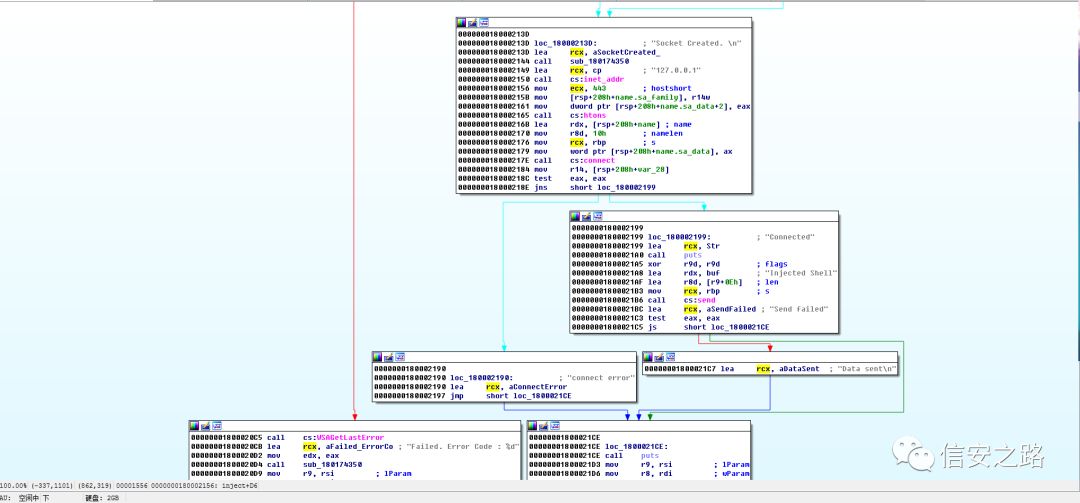 000000018000213D
000000018000213D loc_18000213D: ; "Socket Created. \n"
000000018000213D lea rcx, aSocketCreated_
0000000180002144 call sub_180174350
0000000180002149 lea rcx, cp ; "127.0.0.1"
0000000180002150 call cs:inet_addr
0000000180002156 mov ecx, 443 ; hostshort
000000018000215B mov [rsp+208h+name.sa_family], r14w
0000000180002161 mov dword ptr [rsp+208h+name.sa_data+2], eax
0000000180002165 call cs:htons
000000018000216B lea rdx, [rsp+208h+name] ; name
0000000180002170 mov r8d, 10h ; namelen
0000000180002176 mov rcx, rbp ; s
0000000180002179 mov word ptr [rsp+208h+name.sa_data], ax
000000018000217E call cs:connect
0000000180002184 mov r14, [rsp+208h+var_28]
000000018000218C test eax, eax
000000018000218E jns short loc_180002199
0000000180002199
0000000180002199 loc_180002199: ; "Connected"
0000000180002199 lea rcx, Str
00000001800021A0 call puts
00000001800021A5 xor r9d, r9d ; flags
00000001800021A8 lea rdx, buf ; "Injected Shell"
00000001800021AF lea r8d, [r9+0Eh] ; len
00000001800021B3 mov rcx, rbp ; s
00000001800021B6 call cs:send
00000001800021BC lea rcx, aSendFailed ; "Send failed"
00000001800021C3 test eax, eax
00000001800021C5 js short loc_1800021CE
0000000180002190
0000000180002190 loc_180002190: ; "connect error"
0000000180002190 lea rcx, aConnectError
0000000180002197 jmp short loc_1800021CE
00000001800021C7 lea rcx, aDataSent ; "Data sent\n"
00000001800020C5 call cs:WSAGetLastError
00000001800020CB lea rcx, aFailed_ErrorCo ; "Failed. Error Code : %d"
00000001800020D2 mov edx, eax
00000001800020D4 call sub_180174350
00000001800020D9 mov r9, rsi ; lParam
00000001800021CE
00000001800021CE loc_1800021CE:
00000001800021CE call puts
00000001800021D3 mov r9, rsi ; lParam
00000001800021D6 mov r8, rdi ; wParam
信安之路
100.00% (-337,1101) (862,319) 00001556 0000000180002156: inject+D6
AU: 空闲中 下 硬盘: 2GB